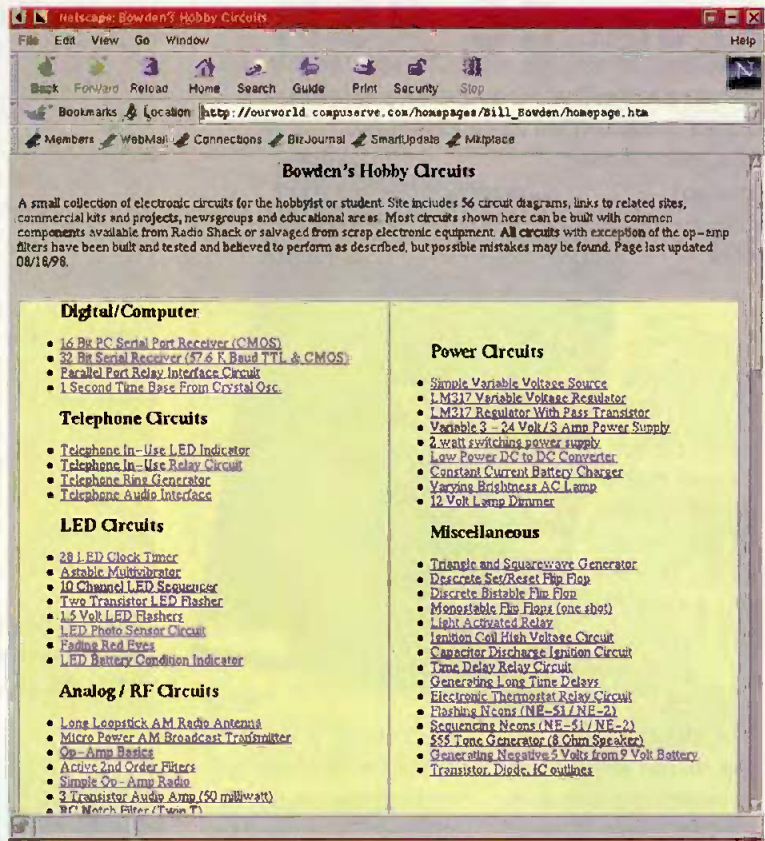 Netscape: Bowden's Hobby Circuits
File Edit View Go Window Help
Back Forward Reload Home Search Guide Print Security Stop
N
Bookmarks Location: http://ourworld.compuserve.com/homepages/Bill_Bowden/homepage.htm
Members WebMail Connections BizJournal SmartUpdate Mktplace
Bowden's Hobby Circuits
A small collection of electronic circuits for the hobbyist or student. Site includes 56 circuit diagrams, links to related sites,
commercial kits and projects, newsgroups and educational areas. Most circuits shown here can be built with common
components available from Radio Shack or salvaged from scrap electronic equipment. All circuits with exception of the op-amp
filters have been built and tested and believed to perform as described, but possible mistakes may be found. Page last updated
08/18/98.
Digital/Computer
16 Bit PC Serial Port Receiver (CMOS)
32 Bit Serial Receiver (57.6 K Baud TTL & CMOS)
Parallel Port Relay Interface Circuit
1 Second Time Base From Crystal Osc.
Telephone Circuits
Telephone In-Use LED Indicator
Telephone In-Use Relay Circuit
Telephone Ring Generator
Telephone Audio Interface
LED Circuits
28 LED Clock Timer
Astable Multivibrator
10 Channel LED Sequencer
Two Transistor LED Flasher
1.5 Volt LED Flashers
LED Photo Sensor Circuit
Fading Red Eyes
LED Battery Condition Indicator
Analog / RF Circuits
Long Loopstick AM Radio Antenna
Micro Power AM Broadcast Transmitter
Op-Amp Basics
Active 2nd Order Filters
Simple Op-Amp Radio
3 Transistor Audio Amp (50 milliwatt)
RC Notch Filter (Twin T)
Power Circuits
Simple Variable Voltage Source
LM317 Variable Voltage Regulator
LM317 Regulator With Pass Transistor
Variable 3 - 24 Volt / 3 Amp Power Supply
2 watt switching power supply
Low Power DC to DC Converter
Constant Current Battery Charger
Varying Brightness AC Lamp
12 Volt Lamp Dimmer
Miscellaneous
Triangle and Squarewave Generator
Descrete Set/Reset Flip Flop
Discrete Bistable Flip Flop
Monostable Flip Flops (one shot)
Light Activated Relay
Ignition Coil High Voltage Circuit
Capacitor Discharge Ignition Circuit
Time Delay Relay Circuit
Generating Long Time Delays
Electronic Thermostat Relay Circuit
Flashing Neons (NE-51 / NE-2)
Sequencing Neons (NE-51 / NE-2)
555 Tone Generator (8 Ohm Speaker)
Generating Negative 5 Volts from 9 Volt Battery
Transistor, Diode, IC outlines